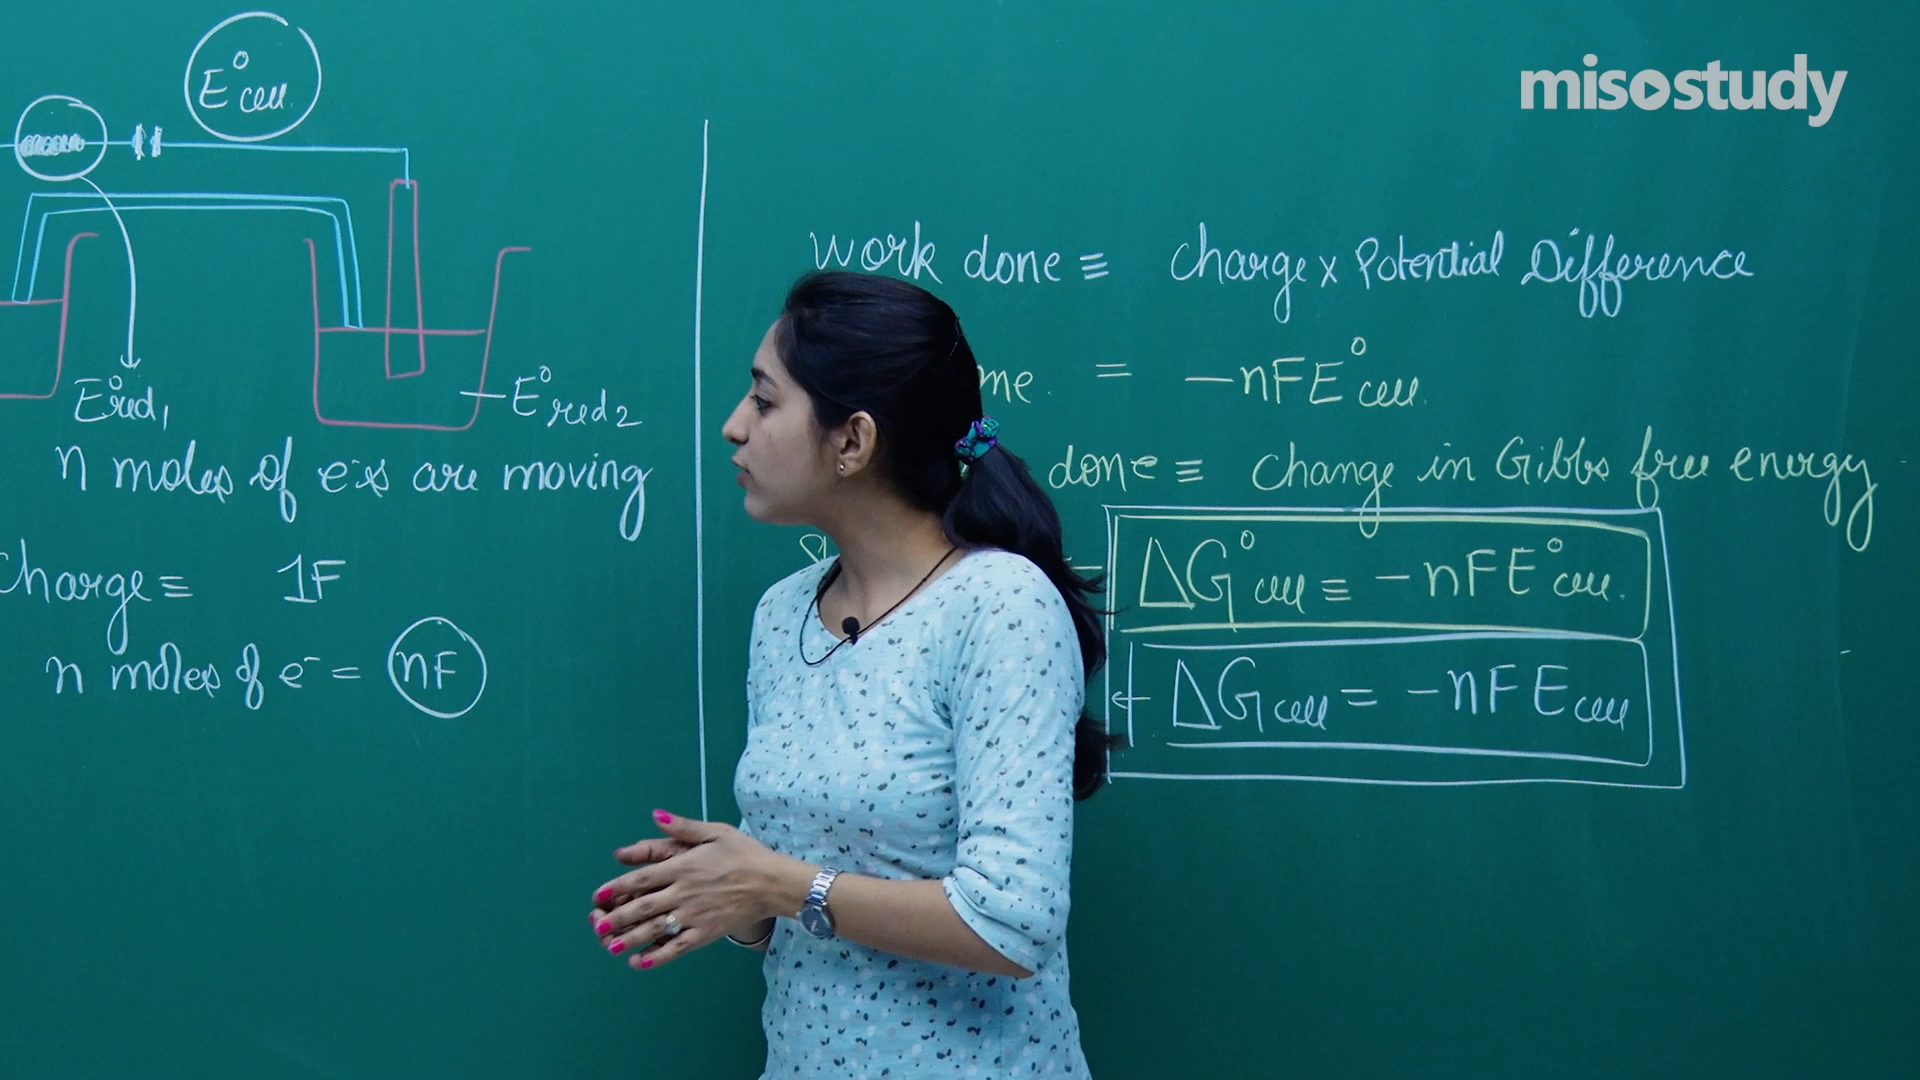 misostudy
E°cell
E°red1
E°red2
n moles of e⁻s are moving
Charge ≡ 1F
n moles of e⁻ = nF
Work done ≡ Charge x Potential Difference
= -nFE°cell
done ≡ Change in Gibbs free energy
ΔG°cell ≡ -nFE°cell.
ΔGcell = -nFEcell